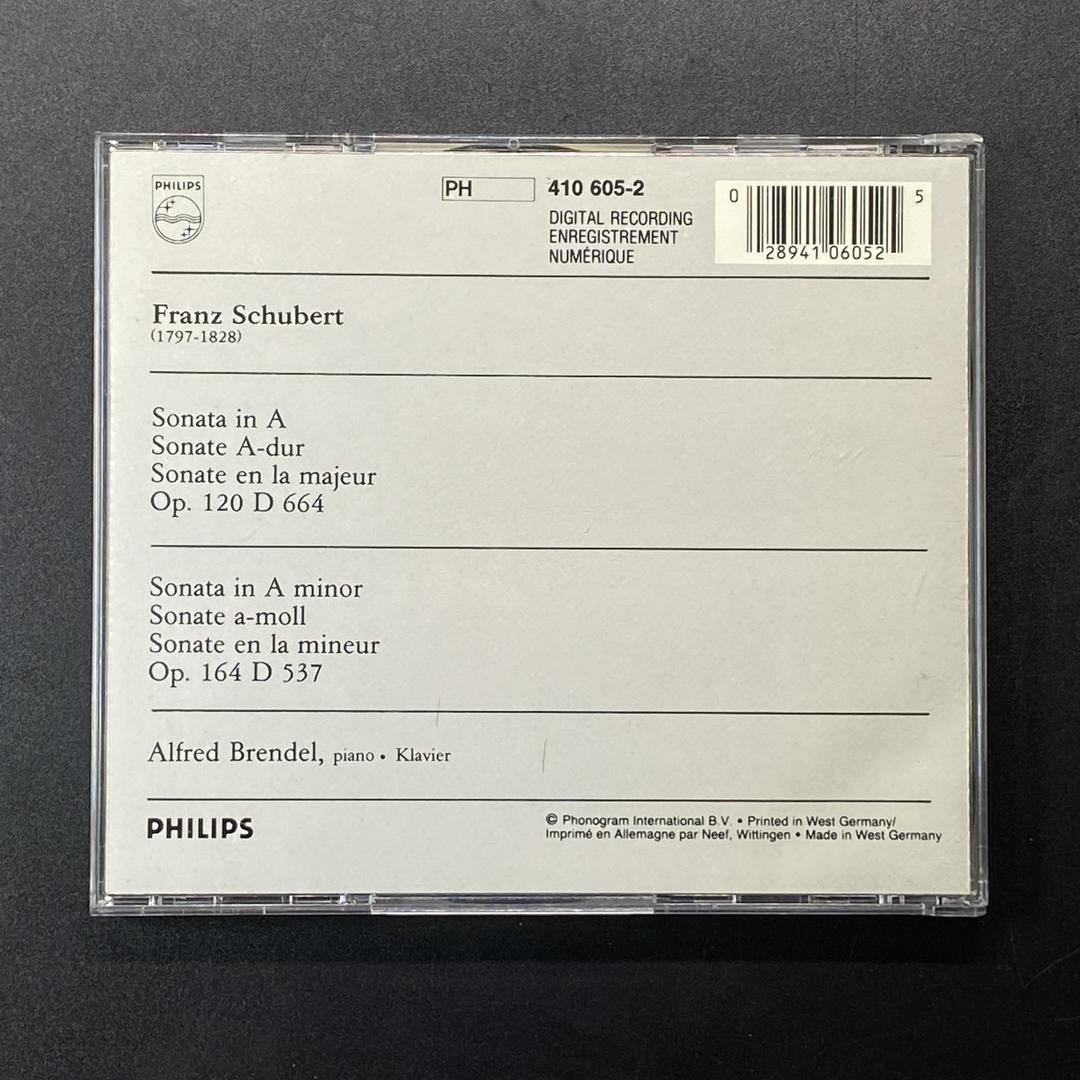 PHILIPS
PH
410 605-2
DIGITAL RECORDING
ENREGISTREMENT
NUMÉRIQUE
0 28941 06052 5
Franz Schubert
(1797-1828)
Sonata in A
Sonate A-dur
Sonate en la majeur
Op. 120 D 664
Sonata in A minor
Sonate a-moll
Sonate en la mineur
Op. 164 D 537
Alfred Brendel, piano • Klavier
PHILIPS
© Phonogram International B.V. • Printed in West Germany/
Imprimé en Allemagne par Neef, Wittingen • Made in West Germany